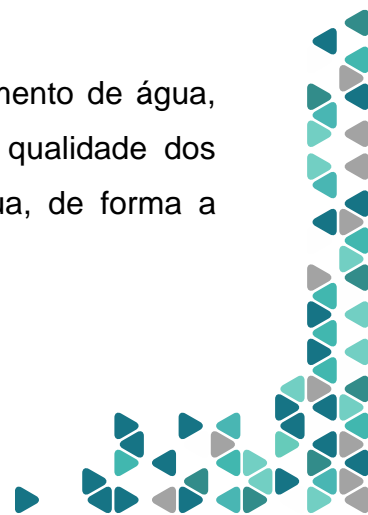 mento de água,
qualidade dos
ua, de forma a